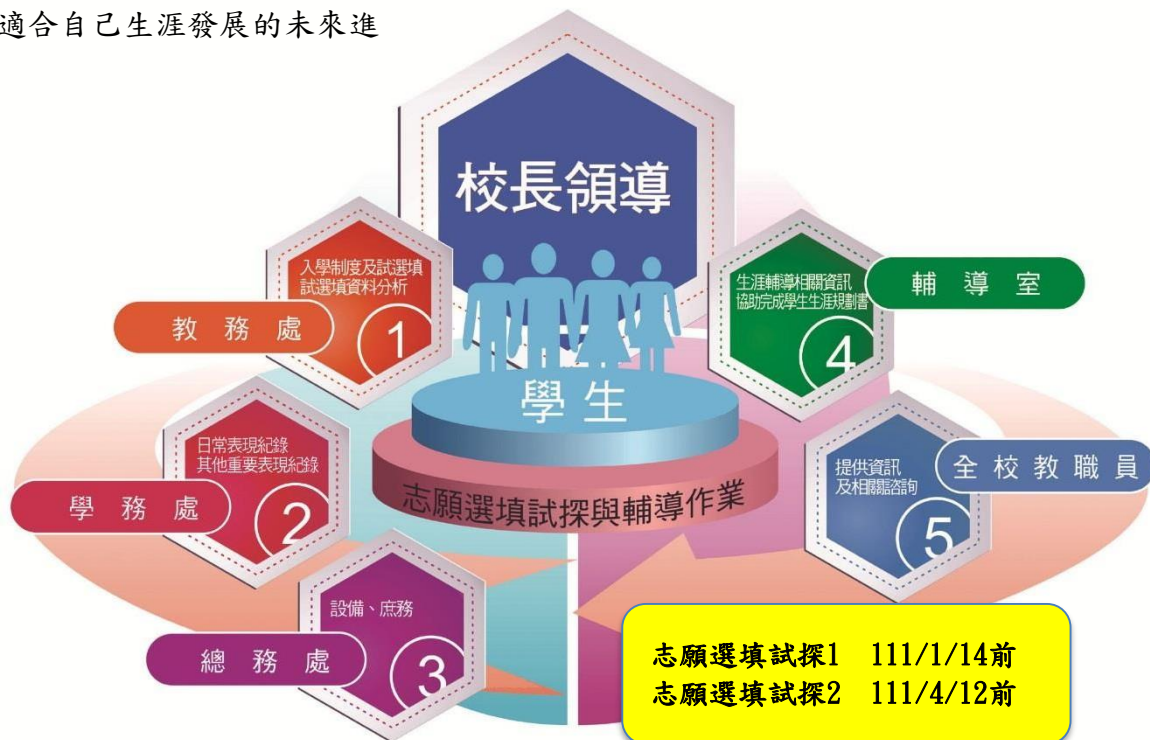 適合自己生涯發展的未來進
校長領導
入學制度及試選填
試選填資料分析
1
教務處
日常表現紀錄
其他重要表現紀錄
2
學務處
設備、庶務
3
總務處
生涯輔導相關資訊
協助完成學生生涯規劃書
4
輔導室
提供資訊
及相關諮詢
5
全校教職員
學生
志願選填試探與輔導作業
志願選填試探1 111/1/14前
志願選填試探2 111/4/12前